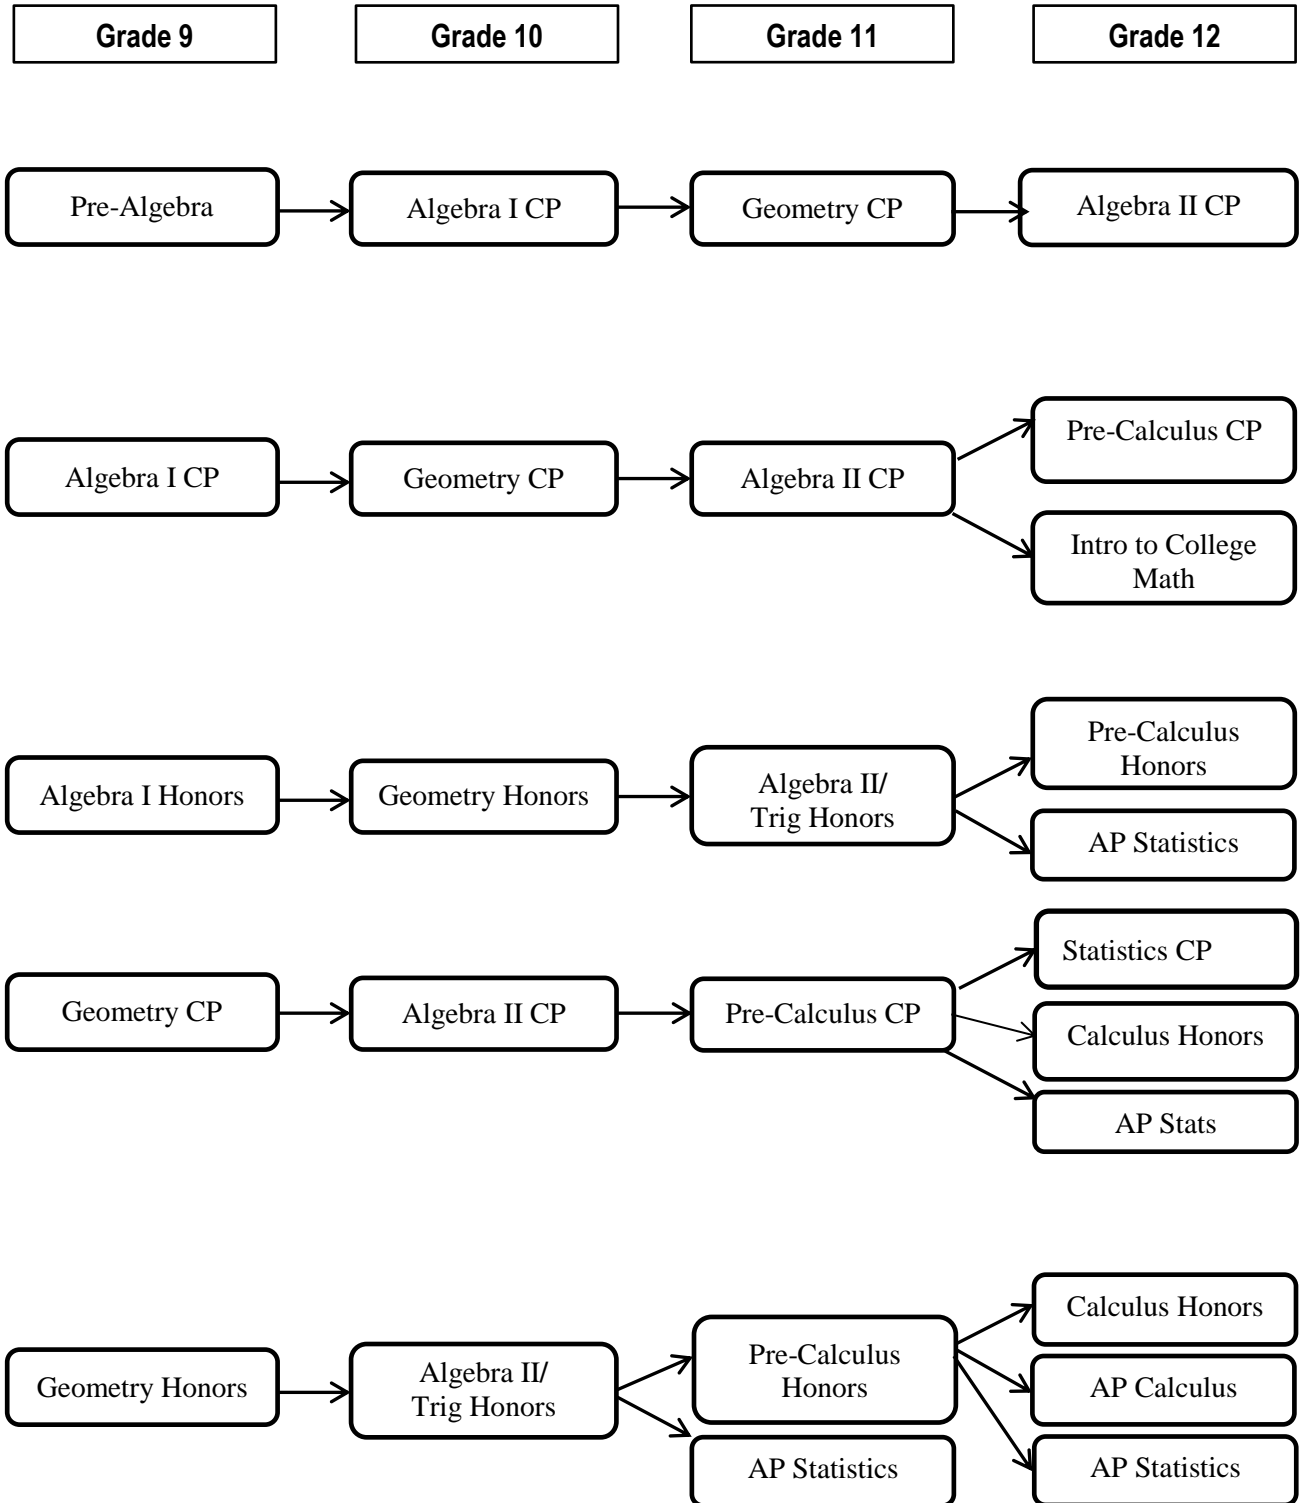 Grade 9
Grade 10
Grade 11
Grade 12
Pre-Algebra
Algebra I CP
Geometry CP
Algebra II CP
Algebra I CP
Geometry CP
Algebra II CP
Pre-Calculus CP
Intro to College
Math
Algebra I Honors
Geometry Honors
Algebra II/
Trig Honors
Pre-Calculus
Honors
AP Statistics
Geometry CP
Algebra II CP
Pre-Calculus CP
Statistics CP
Calculus Honors
AP Stats
Geometry Honors
Algebra II/
Trig Honors
Pre-Calculus
Honors
AP Statistics
Calculus Honors
AP Calculus
AP Statistics